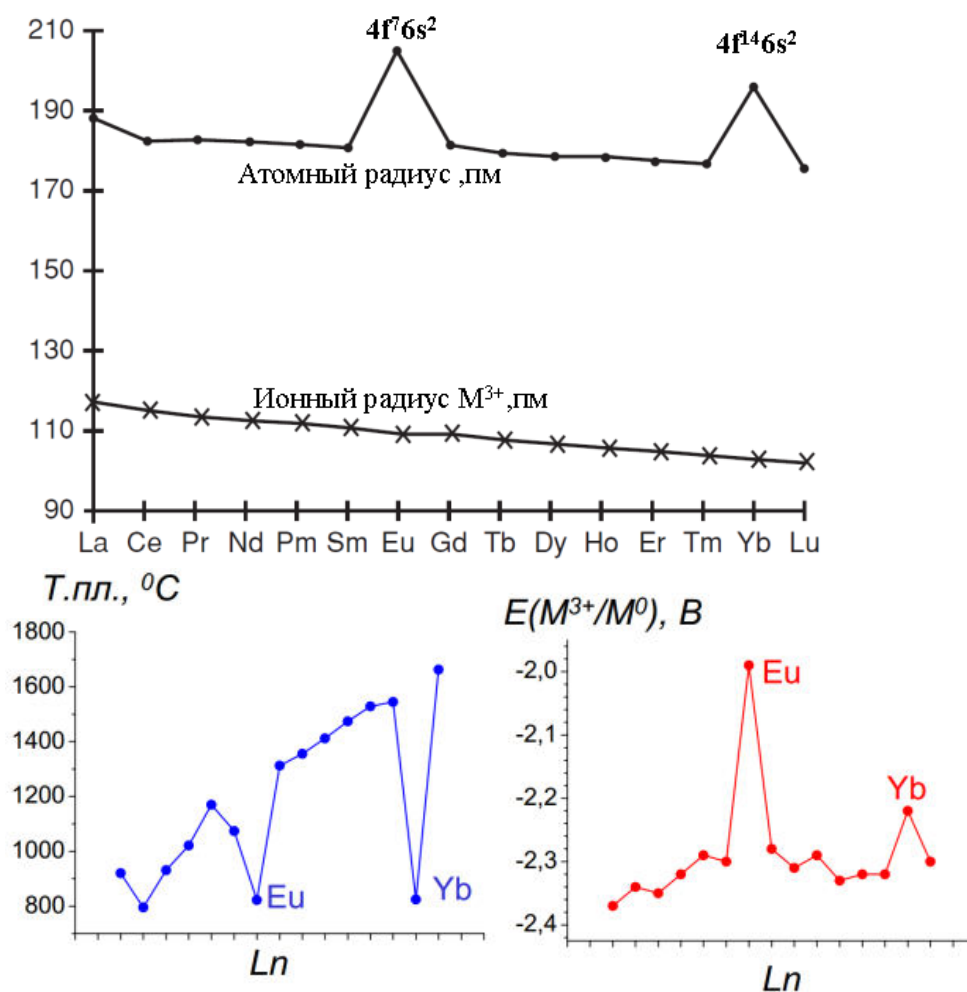 210
4f⁷6s²
4f¹⁴6s²
190
170
Атомный радиус ,пм
150
130
Ионный радиус М³⁺,пм
110
90
La Ce Pr Nd Pm Sm Eu Gd Tb Dy Ho Er Tm Yb Lu
Т.пл., ⁰C
1800
1600
1400
1200
1000
800
Eu
Yb
Ln
E(M³⁺/M⁰), В
-2,0
-2,1
-2,2
-2,3
-2,4
Eu
Yb
Ln